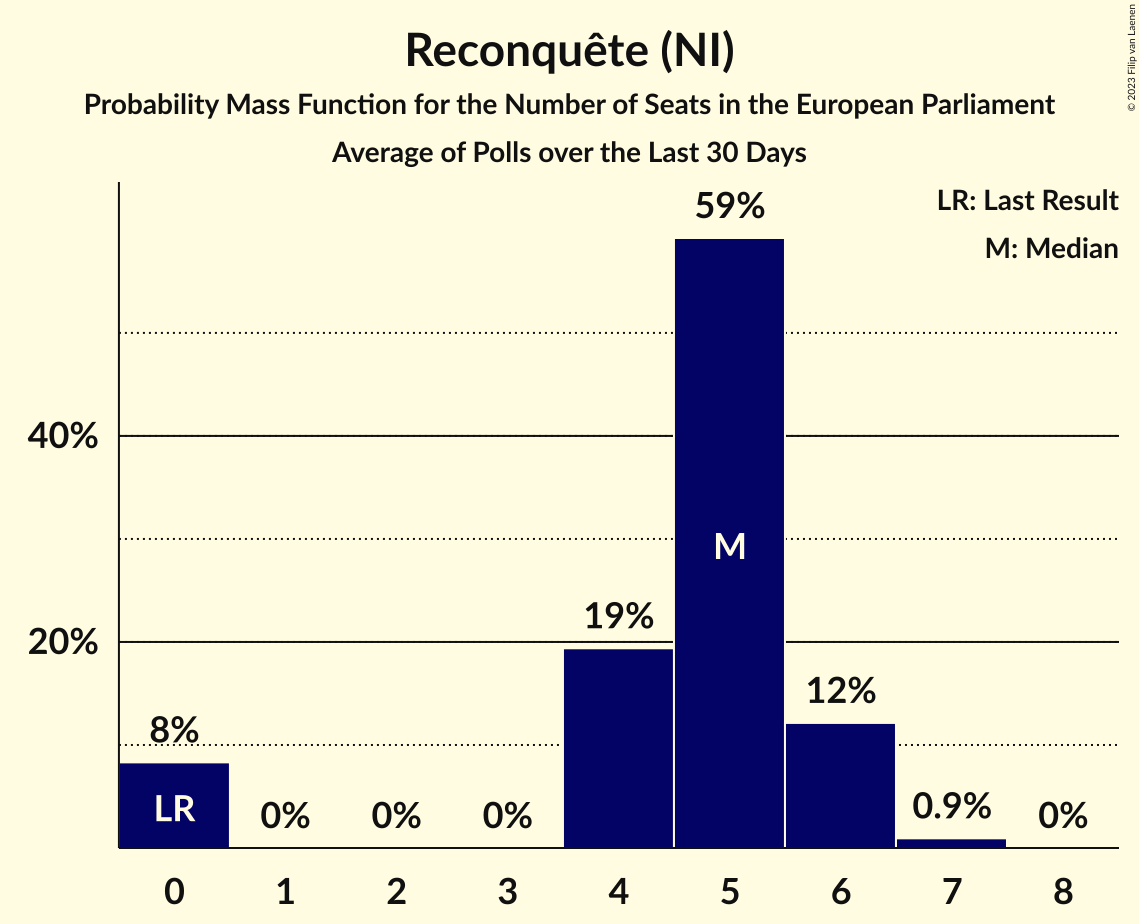 Reconquête (NI)
Probability Mass Function for the Number of Seats in the European Parliament
Average of Polls over the Last 30 Days
© 2023 Filip van Laenen
LR: Last Result
M: Median
59%
40%
M
19%
20%
12%
8%
LR
0%
0%
0%
0.9%
0%
0 1 2 3 4 5 6 7 8